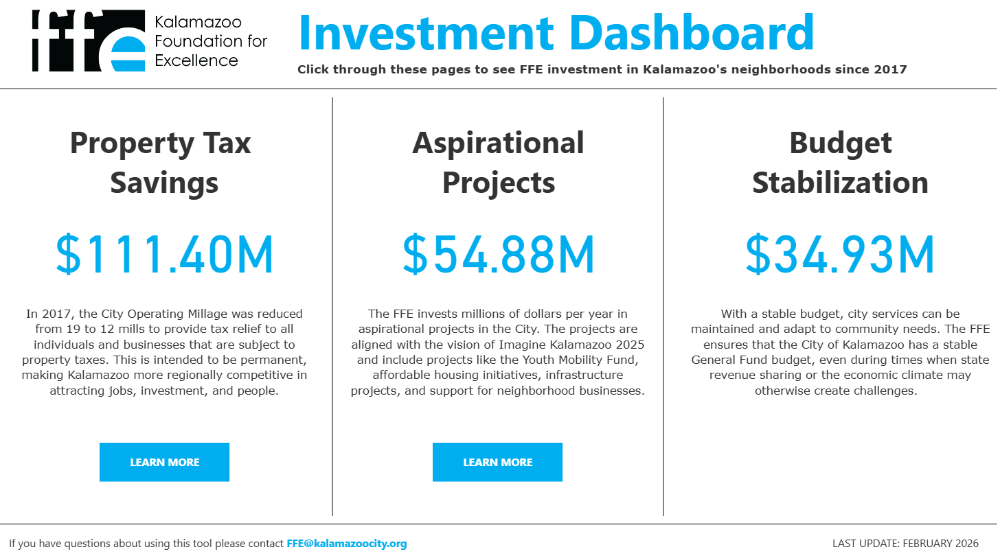 ffe
Kalamazoo
Foundation for
Excellence
Investment Dashboard
Click through these pages to see FFE investment in Kalamazoo's neighborhoods since 2017
Property Tax
Savings
$111.40M
In 2017, the City Operating Millage was reduced
from 19 to 12 mills to provide tax relief to all
individuals and businesses that are subject to
property taxes. This is intended to be permanent,
making Kalamazoo more regionally competitive in
attracting jobs, investment, and people.
LEARN MORE
Aspirational
Projects
$54.88M
The FFE invests millions of dollars per year in
aspirational projects in the City. The projects are
aligned with the vision of Imagine Kalamazoo 2025
and include projects like the Youth Mobility Fund,
affordable housing initiatives, infrastructure
projects, and support for neighborhood businesses.
LEARN MORE
Budget
Stabilization
$34.93M
With a stable budget, city services can be
maintained and adapt to community needs. The FFE
ensures that the City of Kalamazoo has a stable
General Fund budget, even during times when state
revenue sharing or the economic climate may
otherwise create challenges.
If you have questions about using this tool please contact FFE@kalamazoocity.org
LAST UPDATE: FEBRUARY 2026